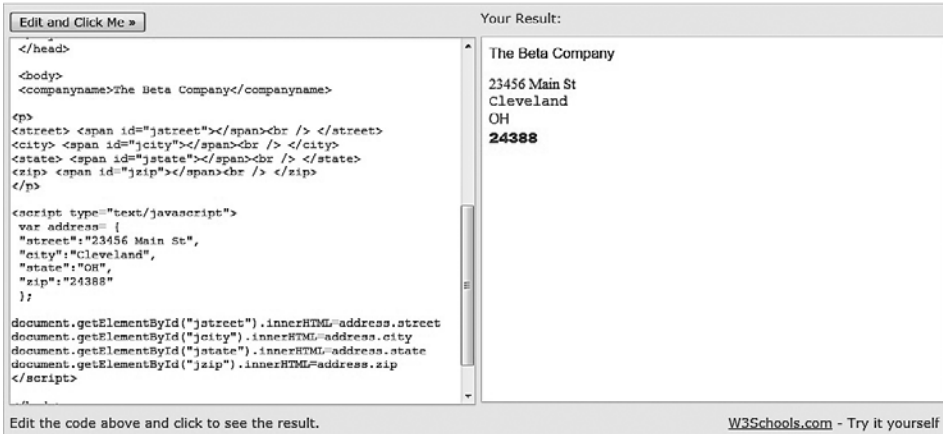 Edit and Click Me »
</head>
<body>
<companyname>The Beta Company</companyname>
<p>
<street> <span id="jstreet"></span><br /> </street>
<city> <span id="jcity"></span><br /> </city>
<state> <span id="jstate"></span><br /> </state>
<zip> <span id="jzip"></span><br /> </zip>
</p>
<script type="text/javascript">
var address= {
"street":"23456 Main St",
"city":"Cleveland",
"state":"OH",
"zip":"24388"
};
document.getElementById("jstreet").innerHTML=address.street
document.getElementById("jcity").innerHTML=address.city
document.getElementById("jstate").innerHTML=address.state
document.getElementById("jzip").innerHTML=address.zip
</script>
Edit the code above and click to see the result.
Your Result:
The Beta Company
23456 Main St
Cleveland
OH
24388
W3Schools.com - Try it yourself